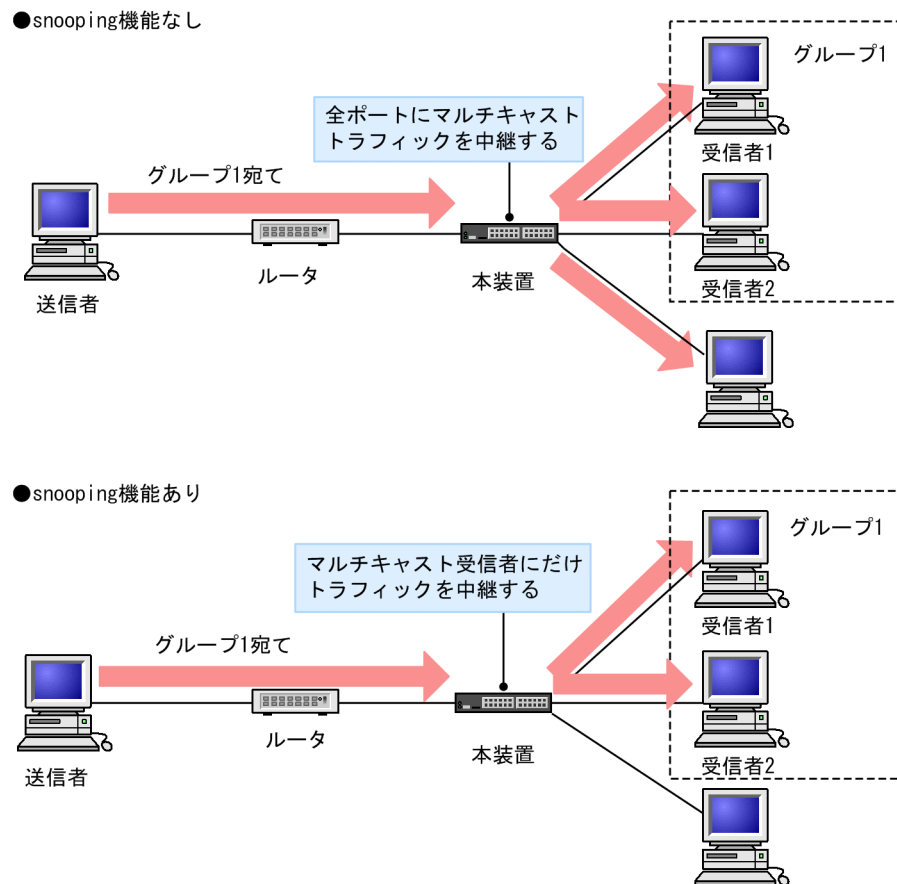 ●snooping機能なし
グループ1
全ポートにマルチキャスト
トラフィックを中継する
受信者1
グループ1宛て
ルータ
本装置
受信者2
送信者
●snooping機能あり
グループ1
マルチキャスト受信者にだけ
トラフィックを中継する
受信者1
グループ1宛て
ルータ
本装置
受信者2
送信者